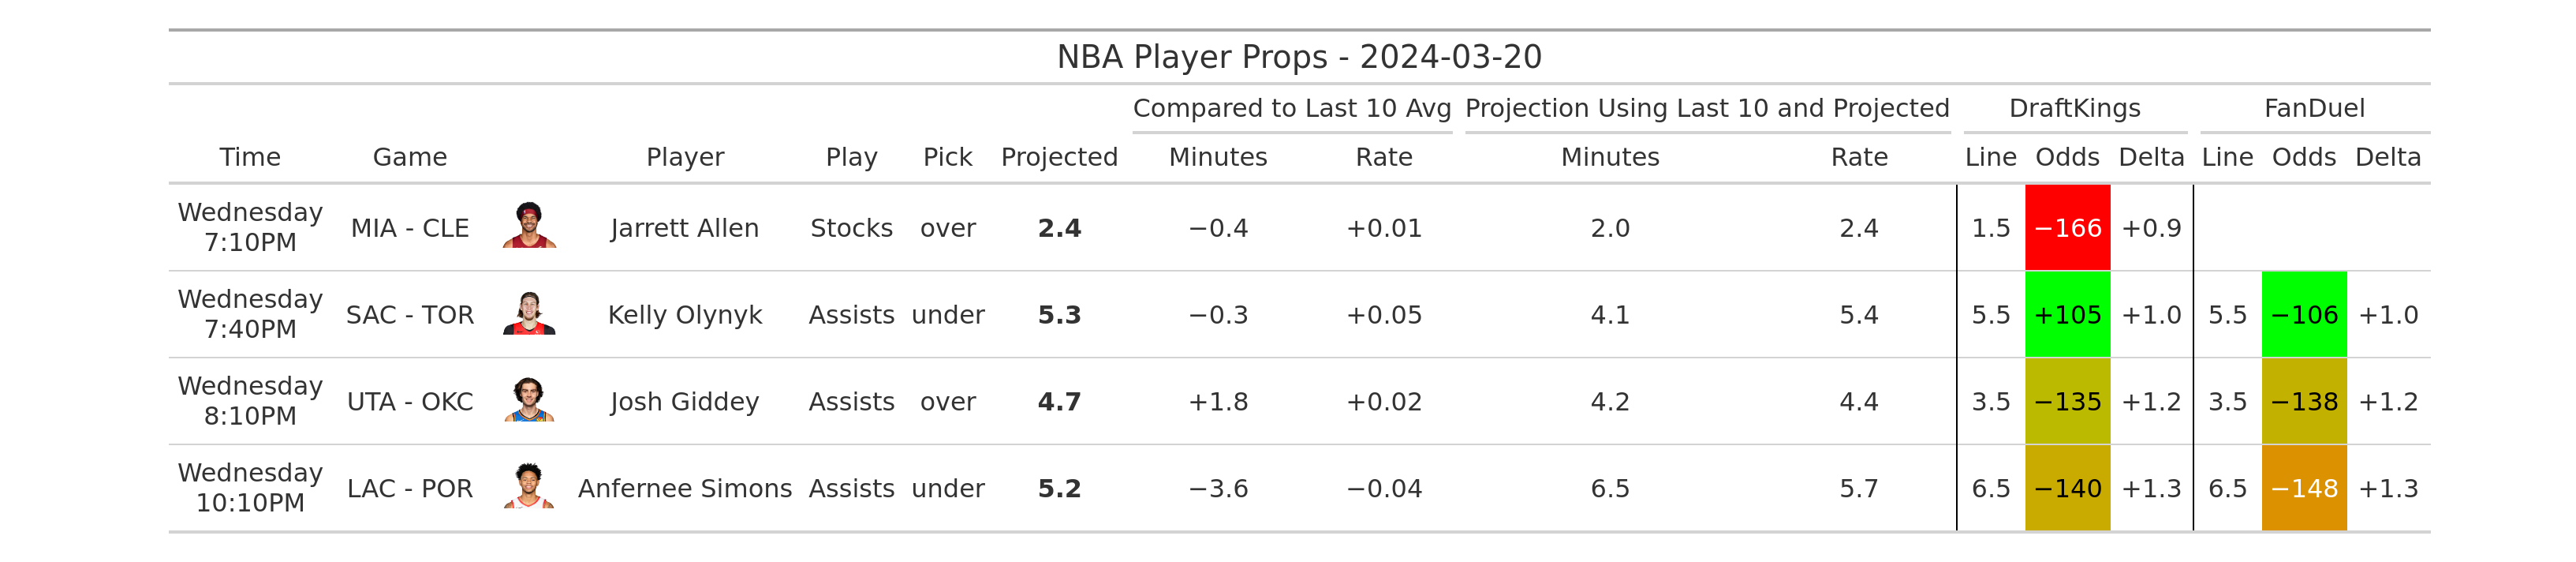 NBA Player Props - 2024-03-20
Compared to Last 10 Avg Projection Using Last 10 and Projected DraftKings FanDuel
Time Game Player Play Pick Projected Minutes Rate Minutes Rate Line Odds Delta Line Odds Delta
Wednesday
7:10PM MIA - CLE Jarrett Allen Stocks over 2.4 −0.4 +0.01 2.0 2.4 1.5 −166 +0.9
Wednesday
7:40PM SAC - TOR Kelly Olynyk Assists under 5.3 −0.3 +0.05 4.1 5.4 5.5 +105 +1.0 5.5 −106 +1.0
Wednesday
8:10PM UTA - OKC Josh Giddey Assists over 4.7 +1.8 +0.02 4.2 4.4 3.5 −135 +1.2 3.5 −138 +1.2
Wednesday
10:10PM LAC - POR Anfernee Simons Assists under 5.2 −3.6 −0.04 6.5 5.7 6.5 −140 +1.3 6.5 −148 +1.3